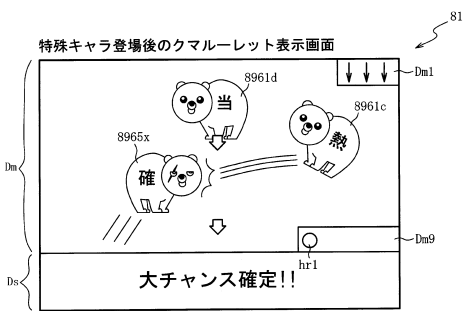 81
特殊キャラ登場後のクマルーレット表示画面
8961d
Dm1
当
8961c
8965x
熱
Dm
確
Dm9
hr1
Ds
大チャンス確定!!